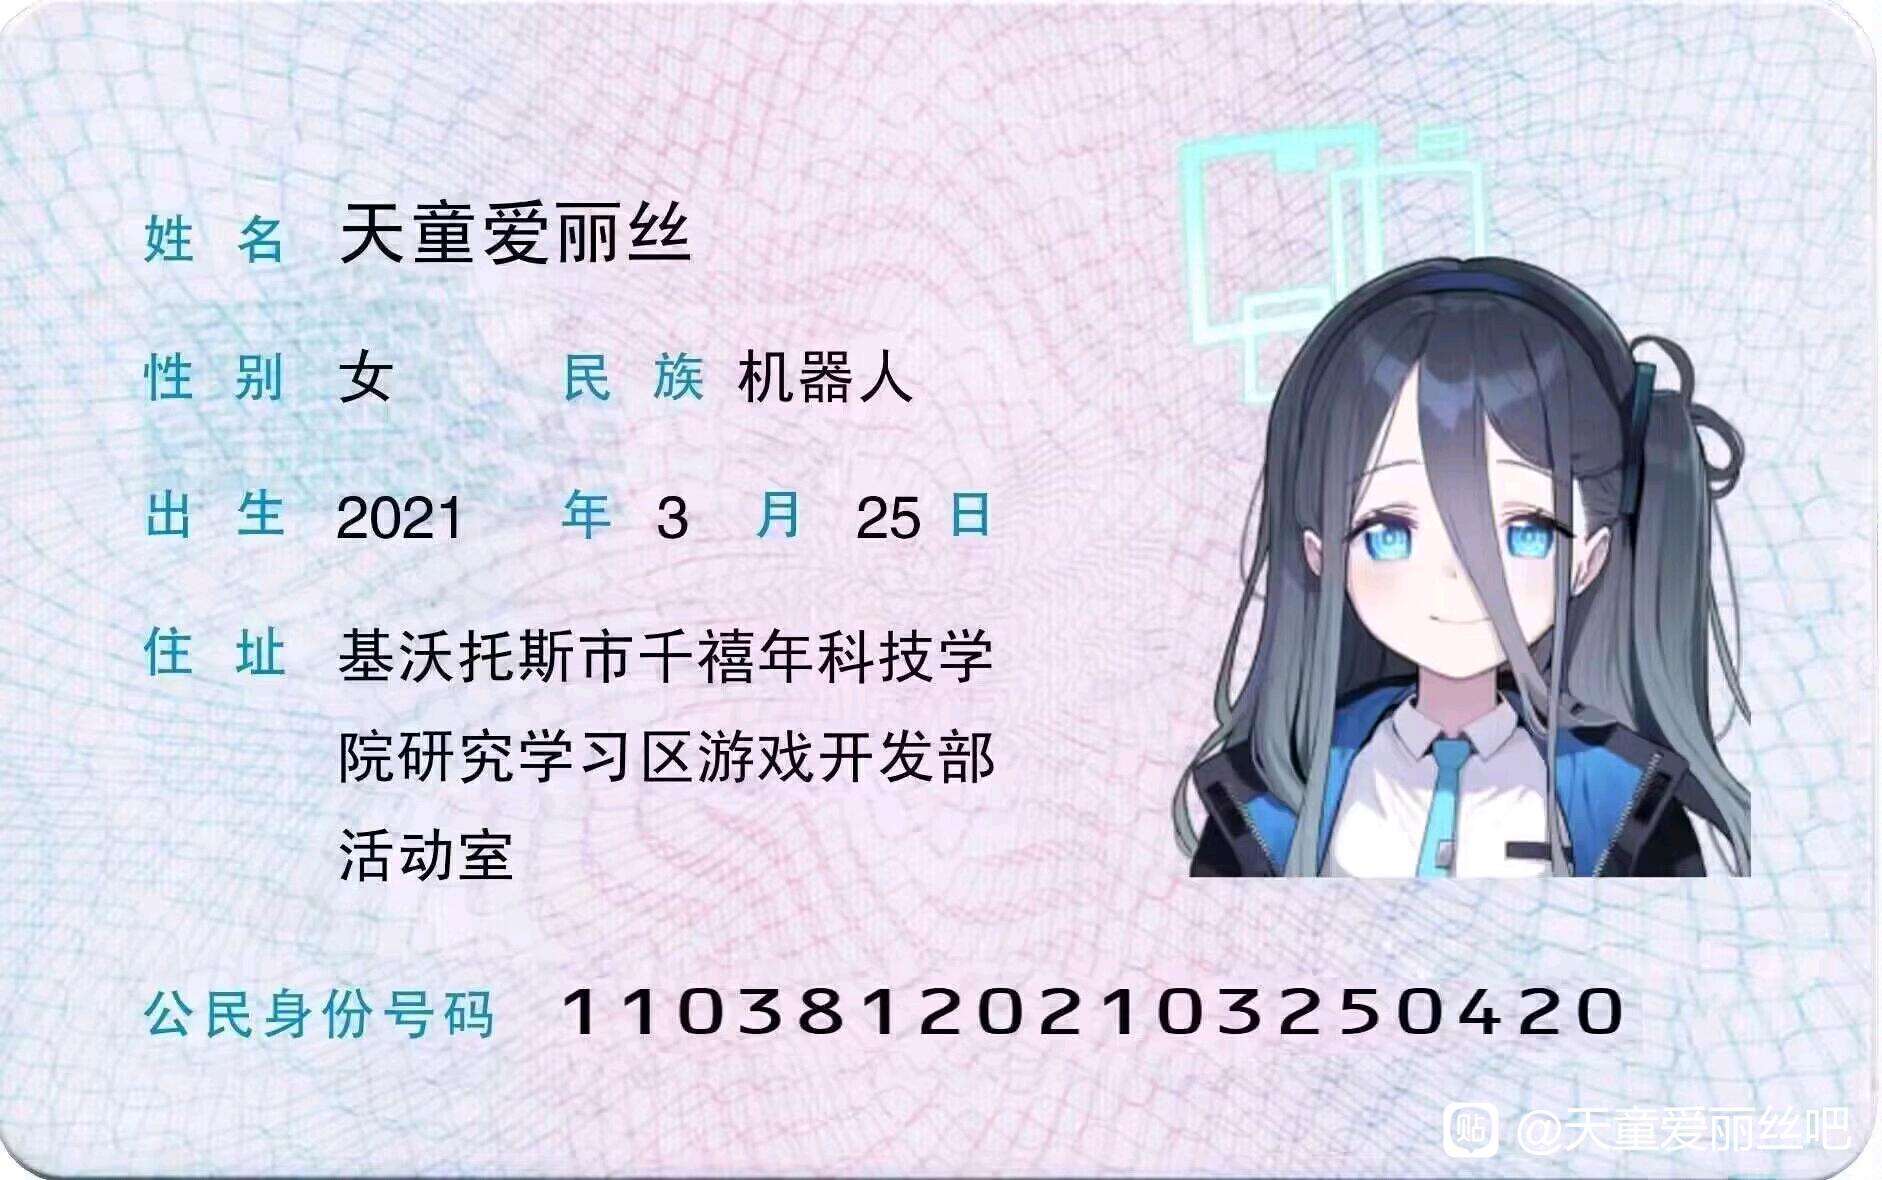 姓名 天童爱丽丝
性别 女 民族 机器人
出生 2021 年 3 月 25 日
住址 基沃托斯市千禧年科技学
院研究学习区游戏开发部
活动室
公民身份号码 110381202103250420
贴 @天童爱丽丝吧